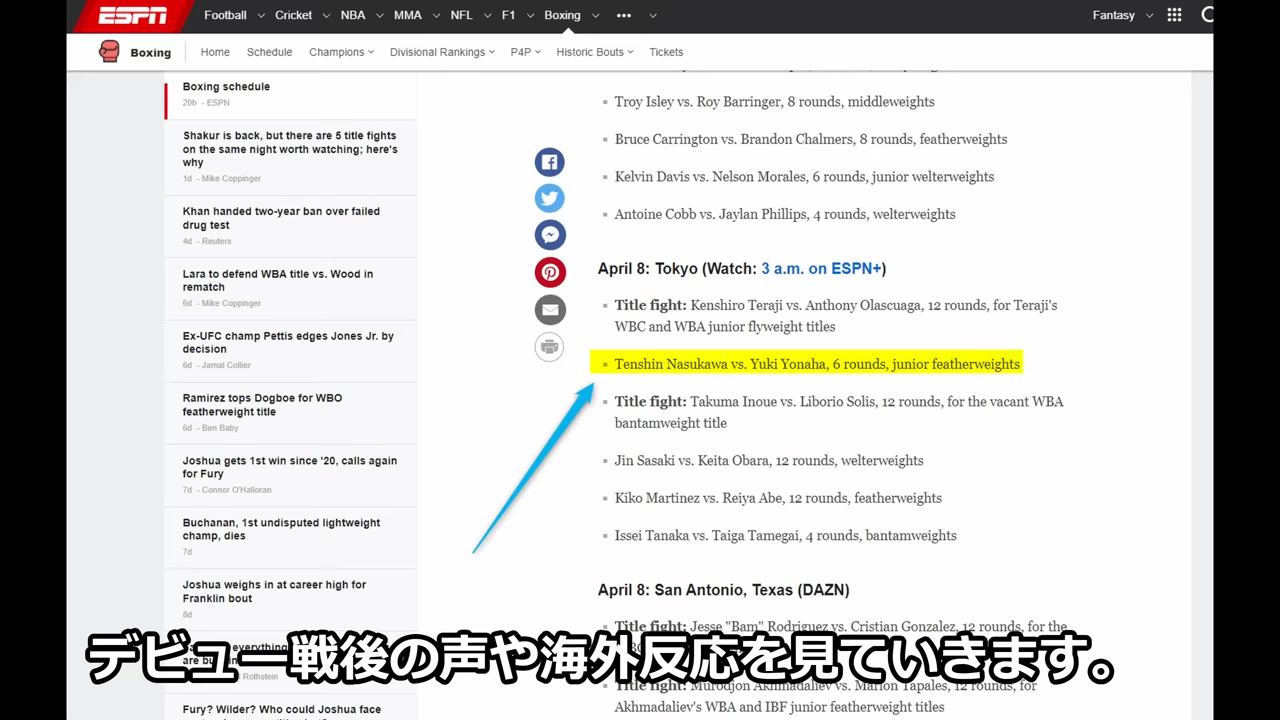 ESPN Football Cricket NBA MMA NFL F1 Boxing ••• Fantasy
Boxing Home Schedule Champions Divisional Rankings P4P Historic Bouts Tickets
Boxing schedule
20h - ESPN
Shakur is back, but there are 5 title fights
on the same night worth watching; here's
why
1d - Mike Coppinger
Khan handed two-year ban over failed
drug test
4d - Reuters
Lara to defend WBA title vs. Wood in
rematch
6d - Mike Coppinger
Ex-UFC champ Pettis edges Jones Jr. by
decision
6d - Jamal Collier
Ramirez tops Dogboe for WBO
featherweight title
6d - Ben Baby
Joshua gets 1st win since '20, calls again
for Fury
7d - Connor O'Halloran
Buchanan, 1st undisputed lightweight
champ, dies
7d
Joshua weighs in at career high for
Franklin bout
8d
Rothstein
Fury? Wilder? Who could Joshua face
Troy Isley vs. Roy Barringer, 8 rounds, middleweights
Bruce Carrington vs. Brandon Chalmers, 8 rounds, featherweights
Kelvin Davis vs. Nelson Morales, 6 rounds, junior welterweights
Antoine Cobb vs. Jaylan Phillips, 4 rounds, welterweights
April 8: Tokyo (Watch: 3 a.m. on ESPN+)
Title fight: Kenshiro Teraji vs. Anthony Olascuaga, 12 rounds, for Teraji's
WBC and WBA junior flyweight titles
Tenshin Nasukawa vs. Yuki Yonaha, 6 rounds, junior featherweights
Title fight: Takuma Inoue vs. Liborio Solis, 12 rounds, for the vacant WBA
bantamweight title
Jin Sasaki vs. Keita Obara, 12 rounds, welterweights
Kiko Martinez vs. Reiya Abe, 12 rounds, featherweights
Issei Tanaka vs. Taiga Tamegai, 4 rounds, bantamweights
April 8: San Antonio, Texas (DAZN)
Title fight: Jesse "Bam" Rodriguez vs. Cristian Gonzalez, 12 rounds, for the
Title fight: Murodjon Akhmadaliev vs. Marlon Tapales, 12 rounds, for
Akhmadaliev's WBA and IBF junior featherweight titles
デビュー戦後の声や海外反応を見ていきます。